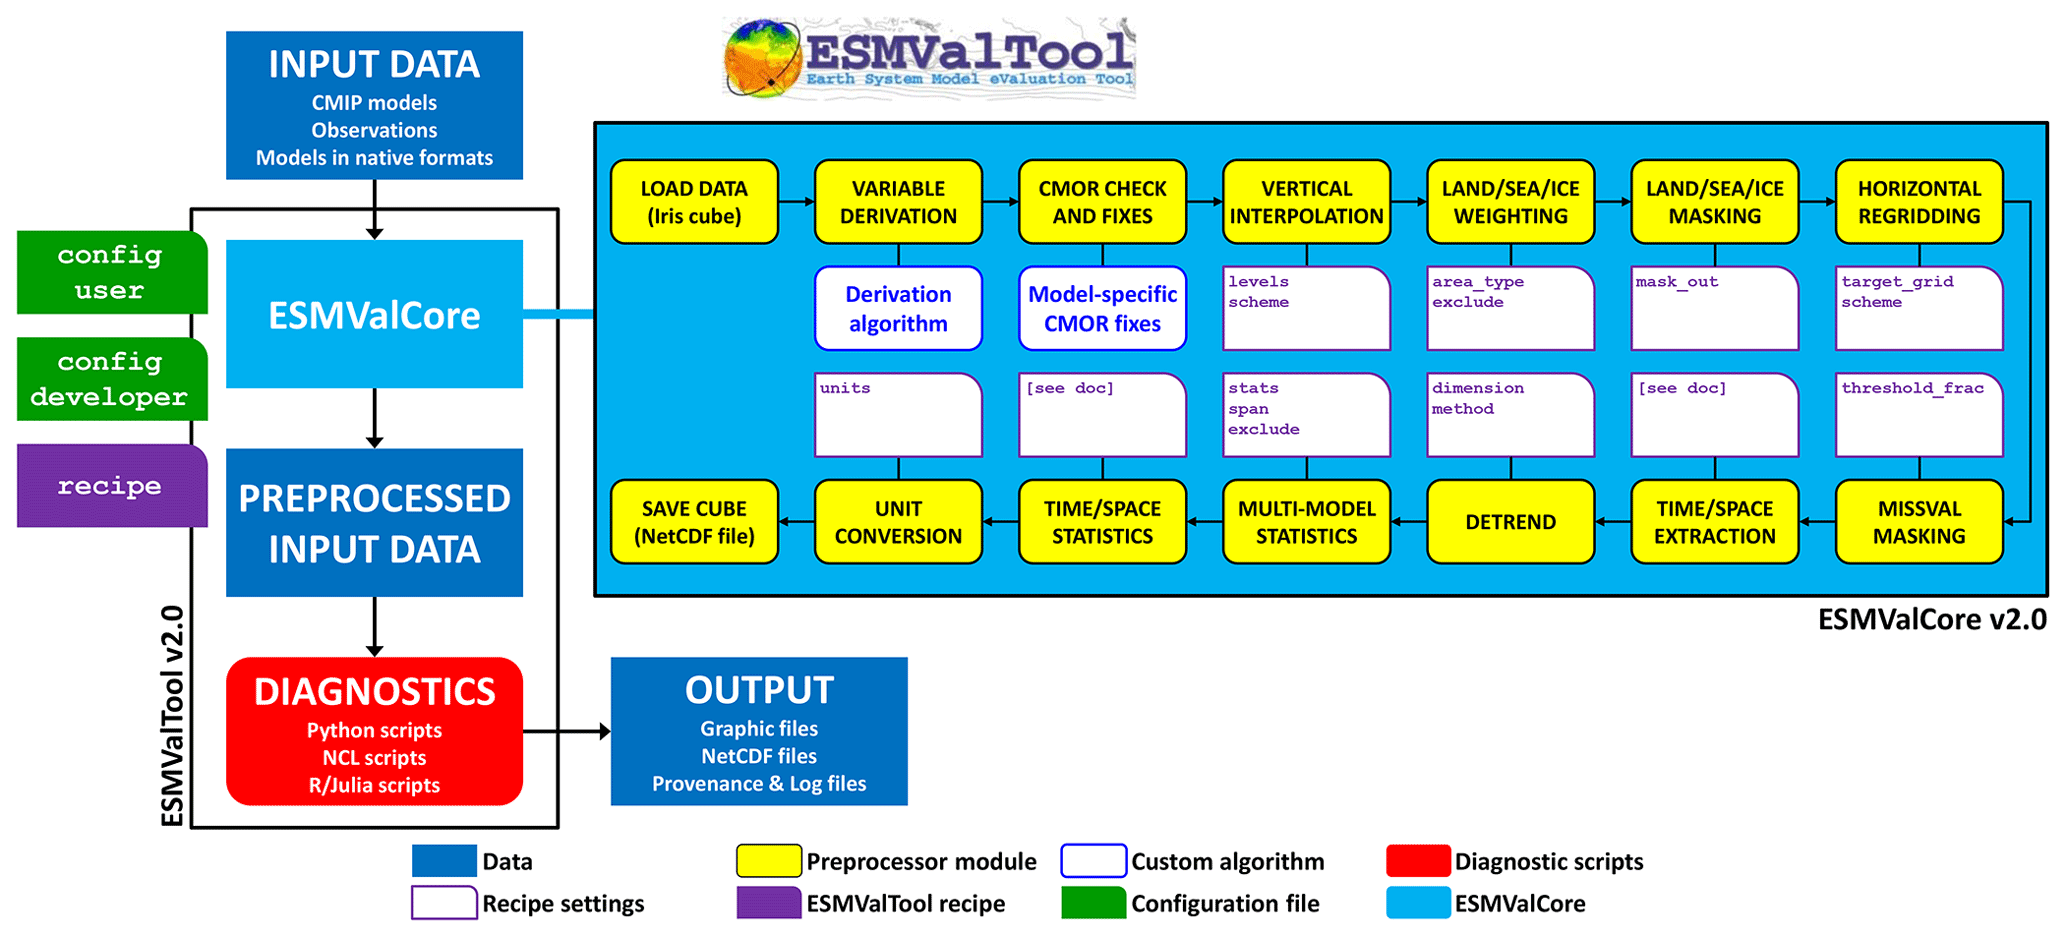 ESMValTool
Earth System Model eValuation Tool
INPUT DATA
CMIP models
Observations
Models in native formats
config
user
config
developer
recipe
ESMValCore
PREPROCESSED
INPUT DATA
DIAGNOSTICS
Python scripts
NCL scripts
R/Julia scripts
ESMValTool v2.0
OUTPUT
Graphic files
NetCDF files
Provenance & Log files
LOAD DATA
(Iris cube)
VARIABLE
DERIVATION
CMOR CHECK
AND FIXES
VERTICAL
INTERPOLATION
LAND/SEA/ICE
WEIGHTING
LAND/SEA/ICE
MASKING
HORIZONTAL
REGRIDDING
Derivation
algorithm
Model-specific
CMOR fixes
levels
scheme
area_type
exclude
mask_out
target_grid
scheme
units
[see doc]
stats
span
exclude
dimension
method
[see doc]
threshold_frac
SAVE CUBE
(NetCDF file)
UNIT
CONVERSION
TIME/SPACE
STATISTICS
MULTI-MODEL
STATISTICS
DETREND
TIME/SPACE
EXTRACTION
MISSVAL
MASKING
ESMValCore v2.0
Data
Preprocessor module
Custom algorithm
Diagnostic scripts
Recipe settings
ESMValTool recipe
Configuration file
ESMValCore